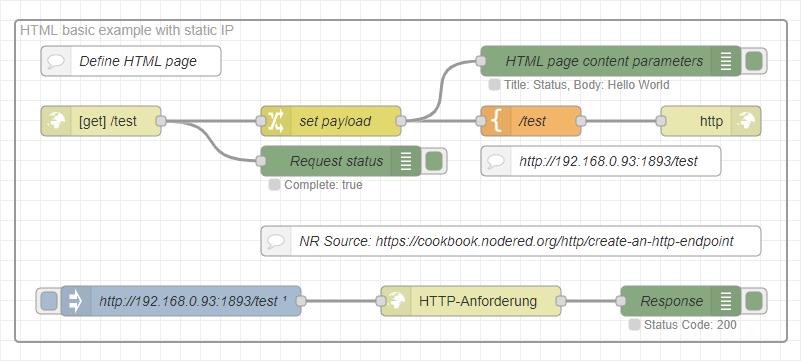 HTML basic example with static IP
Define HTML page
HTML page content parameters
Title: Status, Body: Hello World
[get] /test
set payload
/test
http
Request status
Complete: true
http://192.168.0.93:1893/test
NR Source: https://cookbook.nodered.org/http/create-an-http-endpoint
http://192.168.0.93:1893/test ¹
HTTP-Anforderung
Response
Status Code: 200